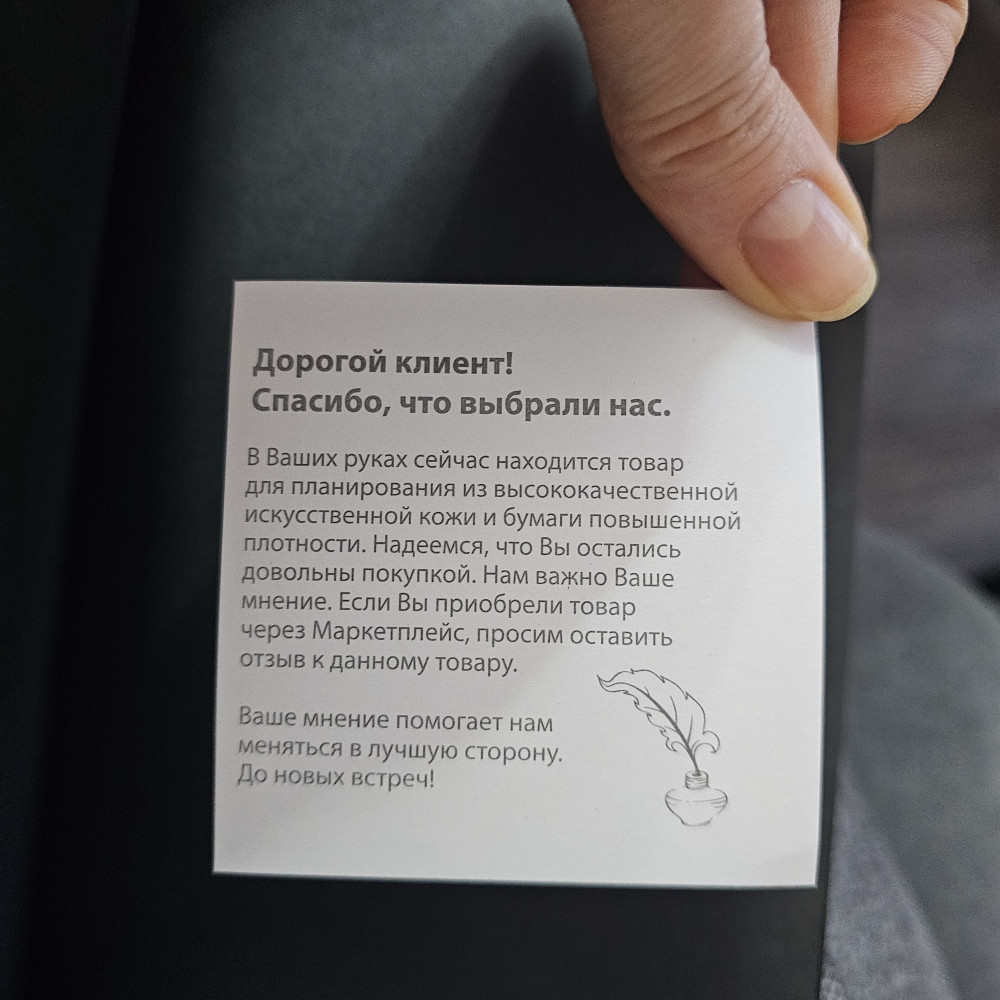 Дорогой клиент!
Спасибо, что выбрали нас.
В Ваших руках сейчас находится товар
для планирования из высококачественной
искусственной кожи и бумаги повышенной
плотности. Надеемся, что Вы остались
довольны покупкой. Нам важно Ваше
мнение. Если Вы приобрели товар
через Маркетплейс, просим оставить
отзыв к данному товару.
Ваше мнение помогает нам
меняться в лучшую сторону.
До новых встреч!